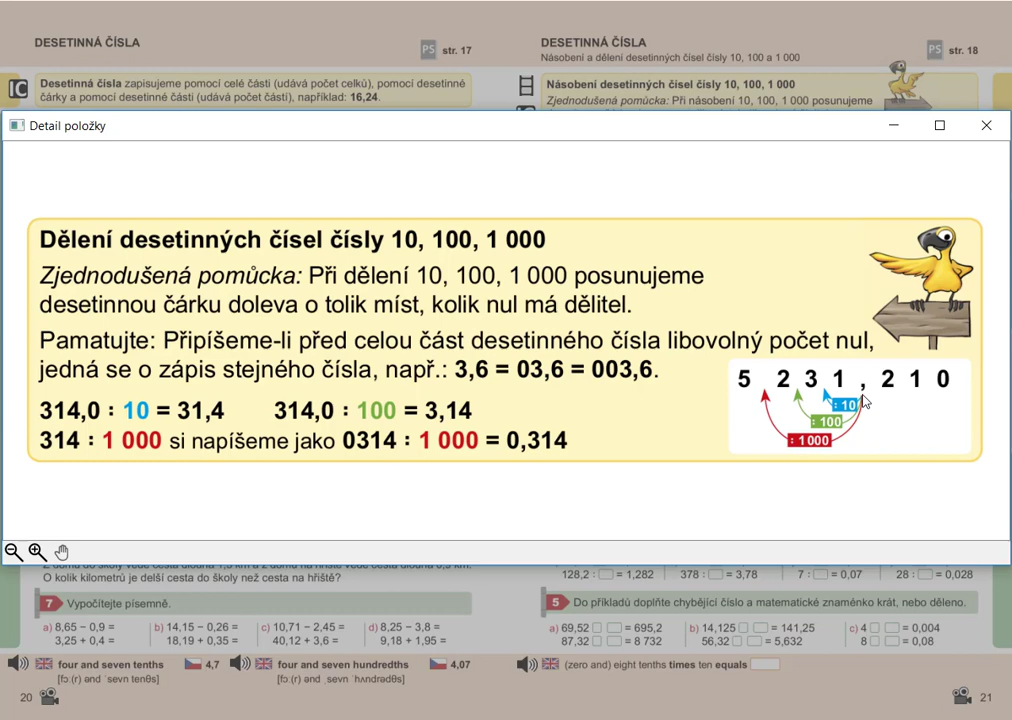 DESETINNÁ ČÍSLA
PS str. 17
DESETINNÁ ČÍSLA
Násobení a dělení desetinných čísel čísly 10, 100 a 1 000
PS str. 18
Desetinná čísla zapisujeme pomocí celé části (udává počet celků), pomocí desetinné
čárky a pomocí desetinné části (udává počet částí), například: 16,24.
Násobení desetinných čísel čísly 10, 100, 1 000
Zjednodušená pomůcka: Při násobení 10, 100, 1 000 posunujeme
Detail položky
Dělení desetinných čísel čísly 10, 100, 1 000
Zjednodušená pomůcka: Při dělení 10, 100, 1 000 posunujeme
desetinnou čárku doleva o tolik míst, kolik nul má dělitel.
Pamatujte: Připíšeme-li před celou část desetinného čísla libovolný počet nul,
jedná se o zápis stejného čísla, např.: 3,6 = 03,6 = 003,6.
314,0 : 10 = 31,4 314,0 : 100 = 3,14
314 : 1 000 si napíšeme jako 0314 : 1 000 = 0,314
5 2 3 1 , 2 1 0
: 10
: 100
: 1 000
O kolik kilometrů je delší cesta do školy než cesta na hřiště?
7 Vypočítejte písemně.
a) 8,65 – 0,9 = b) 14,15 – 0,26 = c) 10,71 – 2,45 = d) 8,25 – 3,8 =
3,25 + 0,4 = 18,19 + 0,35 = 40,12 + 3,6 = 9,18 + 1,95 =
four and seven tenths 4,7 four and seven hundredths 4,07
[fɔː(r) ənd ˈsevn tenθs] [fɔː(r) ənd ˌsevn ˈhʌndrədθs]
20
128,2 : = 1,282 378 : = 3,78 7 : = 0,07 28 : = 0,028
5 Do příkladů doplňte chybějící číslo a matematické znaménko krát, nebo děleno.
a) 69,52 = 695,2 b) 14,125 = 141,25 c) 4 = 0,004
87,32 = 8 732 56,32 = 5,632 8 = 0,08
(zero and) eight tenths times ten equals
21